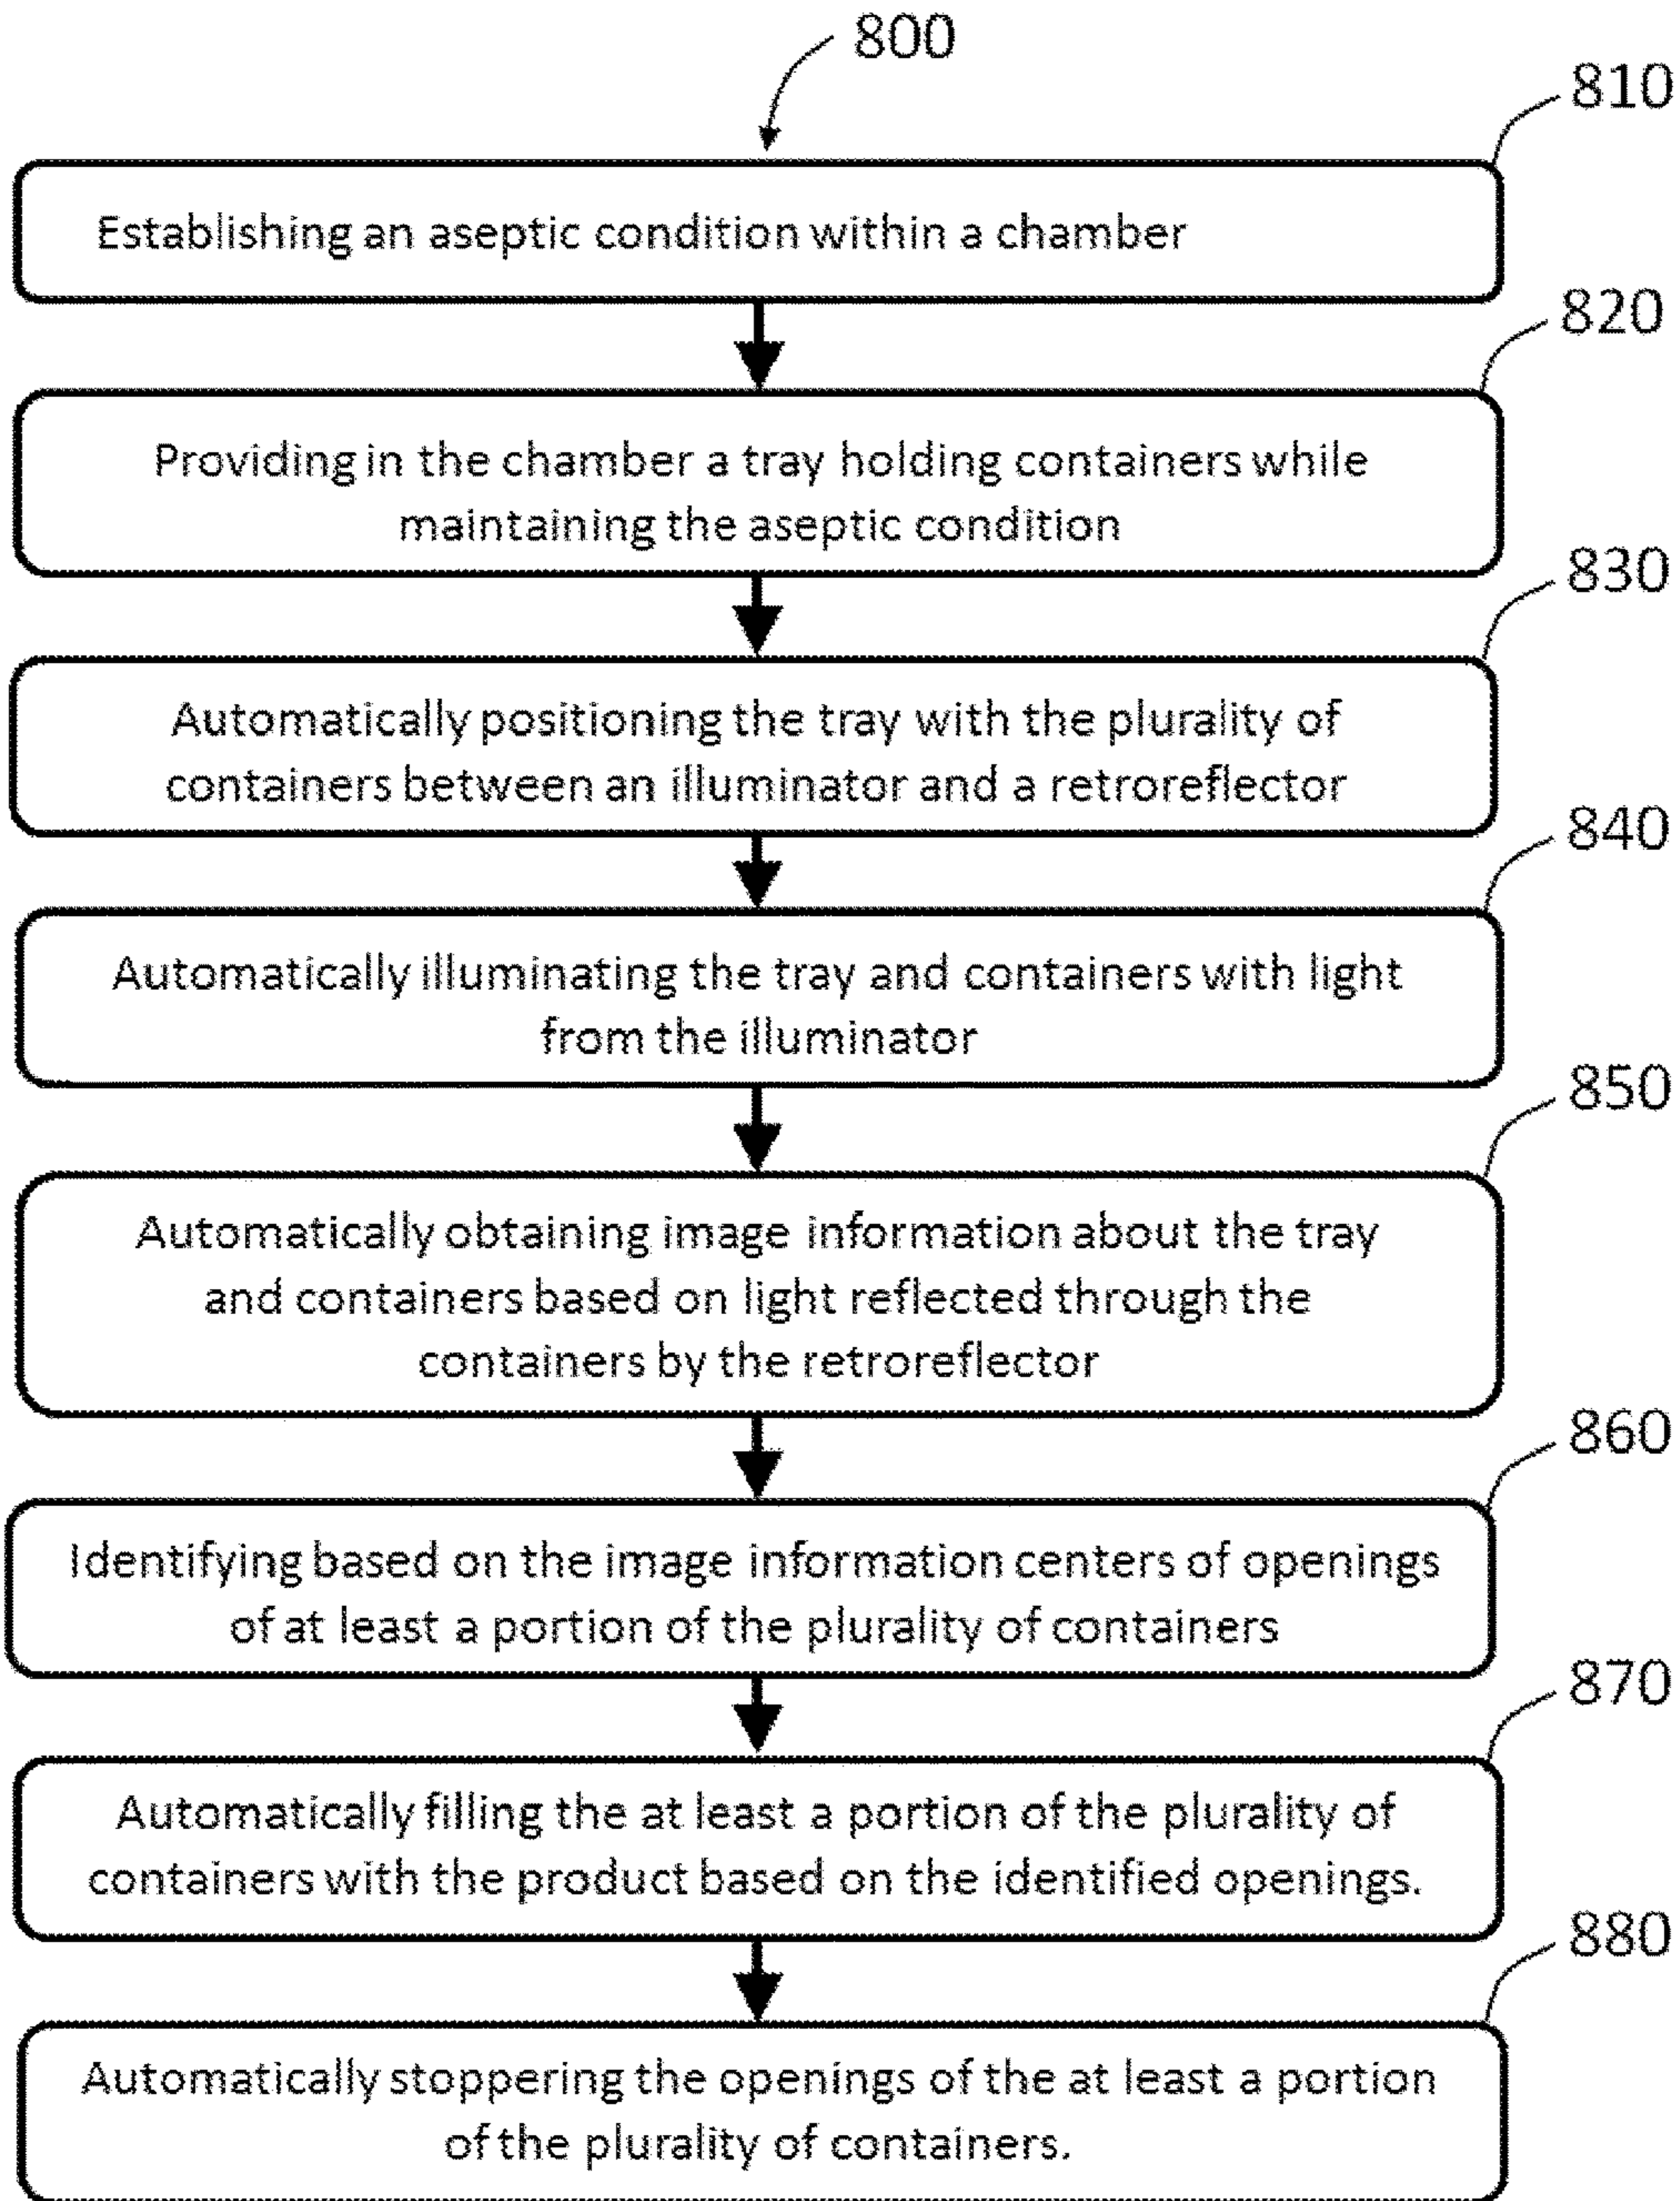 800
810
Establishing an aseptic condition within a chamber
820
Providing in the chamber a tray holding containers while
maintaining the aseptic condition
830
Automatically positioning the tray with the plurality of
containers between an illuminator and a retroreflector
840
Automatically illuminating the tray and containers with light
from the illuminator
850
Automatically obtaining image information about the tray
and containers based on light reflected through the
containers by the retroreflector
860
Identifying based on the image information centers of openings
of at least a portion of the plurality of containers
870
Automatically filling the at least a portion of the plurality of
containers with the product based on the identified openings.
880
Automatically stoppering the openings of the at least a portion
of the plurality of containers.